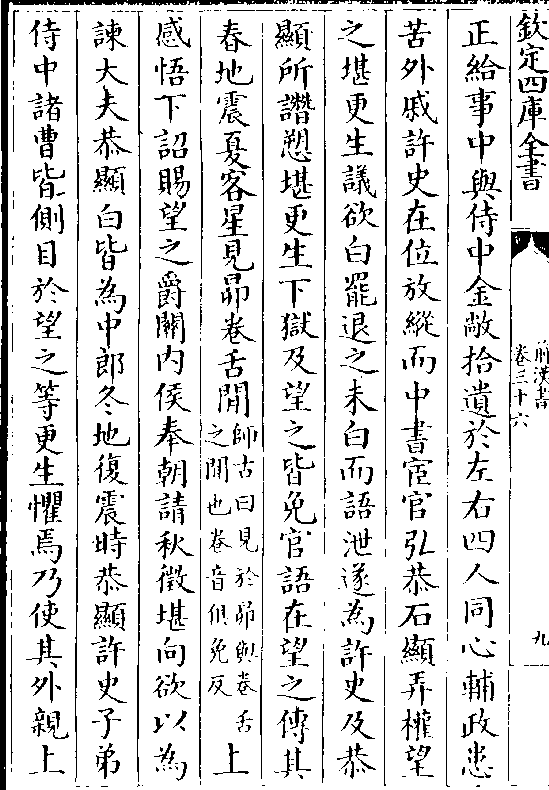 欽定四庫全書
前漢書
卷三十六
九
正給事中與侍中金敞拾遺於左右四人同心輔政患
苦外戚許史在位放縱而中書宦官弘恭石顯弄權望
之堪更生議欲白罷退之未白而語泄遂為許史及恭
顯所譖愬堪更生下獄及望之皆免官語在望之傳其
春地震夏客星見昴卷舌閒師古曰見於昴與卷舌之閒也卷音俱免反上
感悟下詔賜望之爵關内侯奉朝請秋徵堪向欲以為
諫大夫恭顯白皆為中郎冬地復震時恭顯許史子弟
侍中諸曹皆側目於望之等更生懼焉乃使其外親上